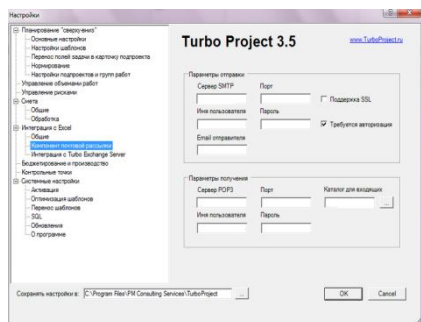 Настройки
Планирование "сверху-вниз"
Основные настройки
Настройки шаблонов
Перенос полей задачи в карточку подпроекта
Нормирование
Настройки подпроектов и групп работ
Управление объемами работ
Управление рисками
Смета
Общие
Обработка
Интеграция с Excel
Общие
Компонент почтовой рассылки
Интеграция с Turbo Exchange Server
Бюджетирование и производство
Контрольные точки
Системные настройки
Активация
Оптимизация шаблонов
Перенос шаблонов
SQL
Обновления
О программе
Turbo Project 3.5
www.TurboProject.ru
Параметры отправки
Сервер SMTP
Порт
Поддержка SSL
Имя пользователя
Пароль
Требуется авторизация
Email отправителя
Параметры получения
Сервер POP3
Порт
Каталог для входящих
...
Имя пользователя
Пароль
Сохранять настройки в:
C:\Program Files\PM Consulting Services\TurboProject
...
OK
Cancel